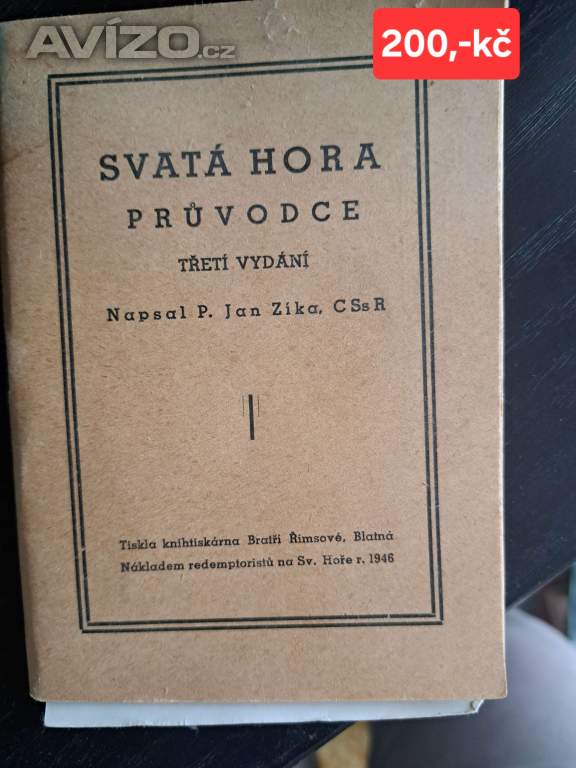 AVÍZO.cz
200,-kč
SVATÁ HORA
PRŮVODCE
TŘETÍ VYDÁNÍ
Napsal P. Jan Zíka, CSsR
Tiskla knihtiskárna Bratří Římsové, Blatná
Nákladem redemptoristů na Sv. Hoře r. 1946